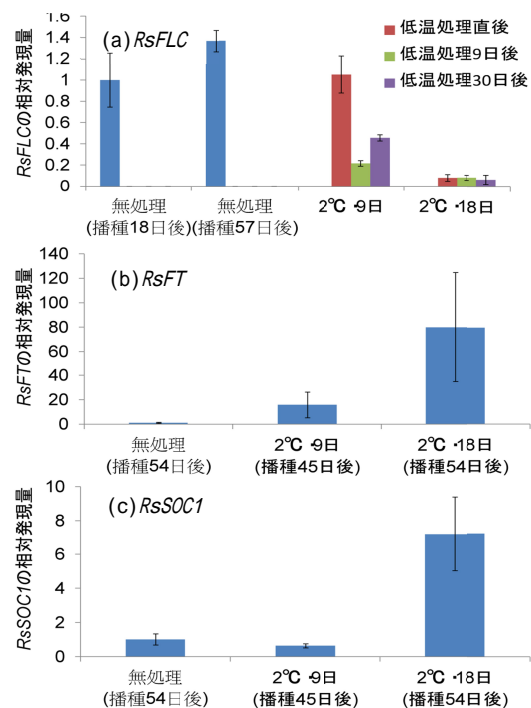 (a) RsFLC
低温処理直後
低温処理9日後
低温処理30日後
RsFLCの相対発現量
1.6
1.4
1.2
1
0.8
0.6
0.4
0.2
0
無処理 無処理 2℃・9日 2℃・18日
(播種18日後) (播種57日後)
(b) RsFT
RsFTの相対発現量
140
120
100
80
60
40
20
0
無処理 2℃・9日 2℃・18日
(播種54日後) (播種45日後) (播種54日後)
(c) RsSOC1
RsSOC1の相対発現量
10
8
6
4
2
0
無処理 2℃・9日 2℃・18日
(播種54日後) (播種45日後) (播種54日後)